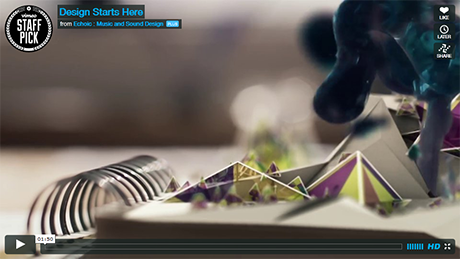 vimeo
STAFF
PICK
Design Starts Here
from Echoic : Music and Sound Design PLUS
LIKE
LATER
SHARE
01:50
HD